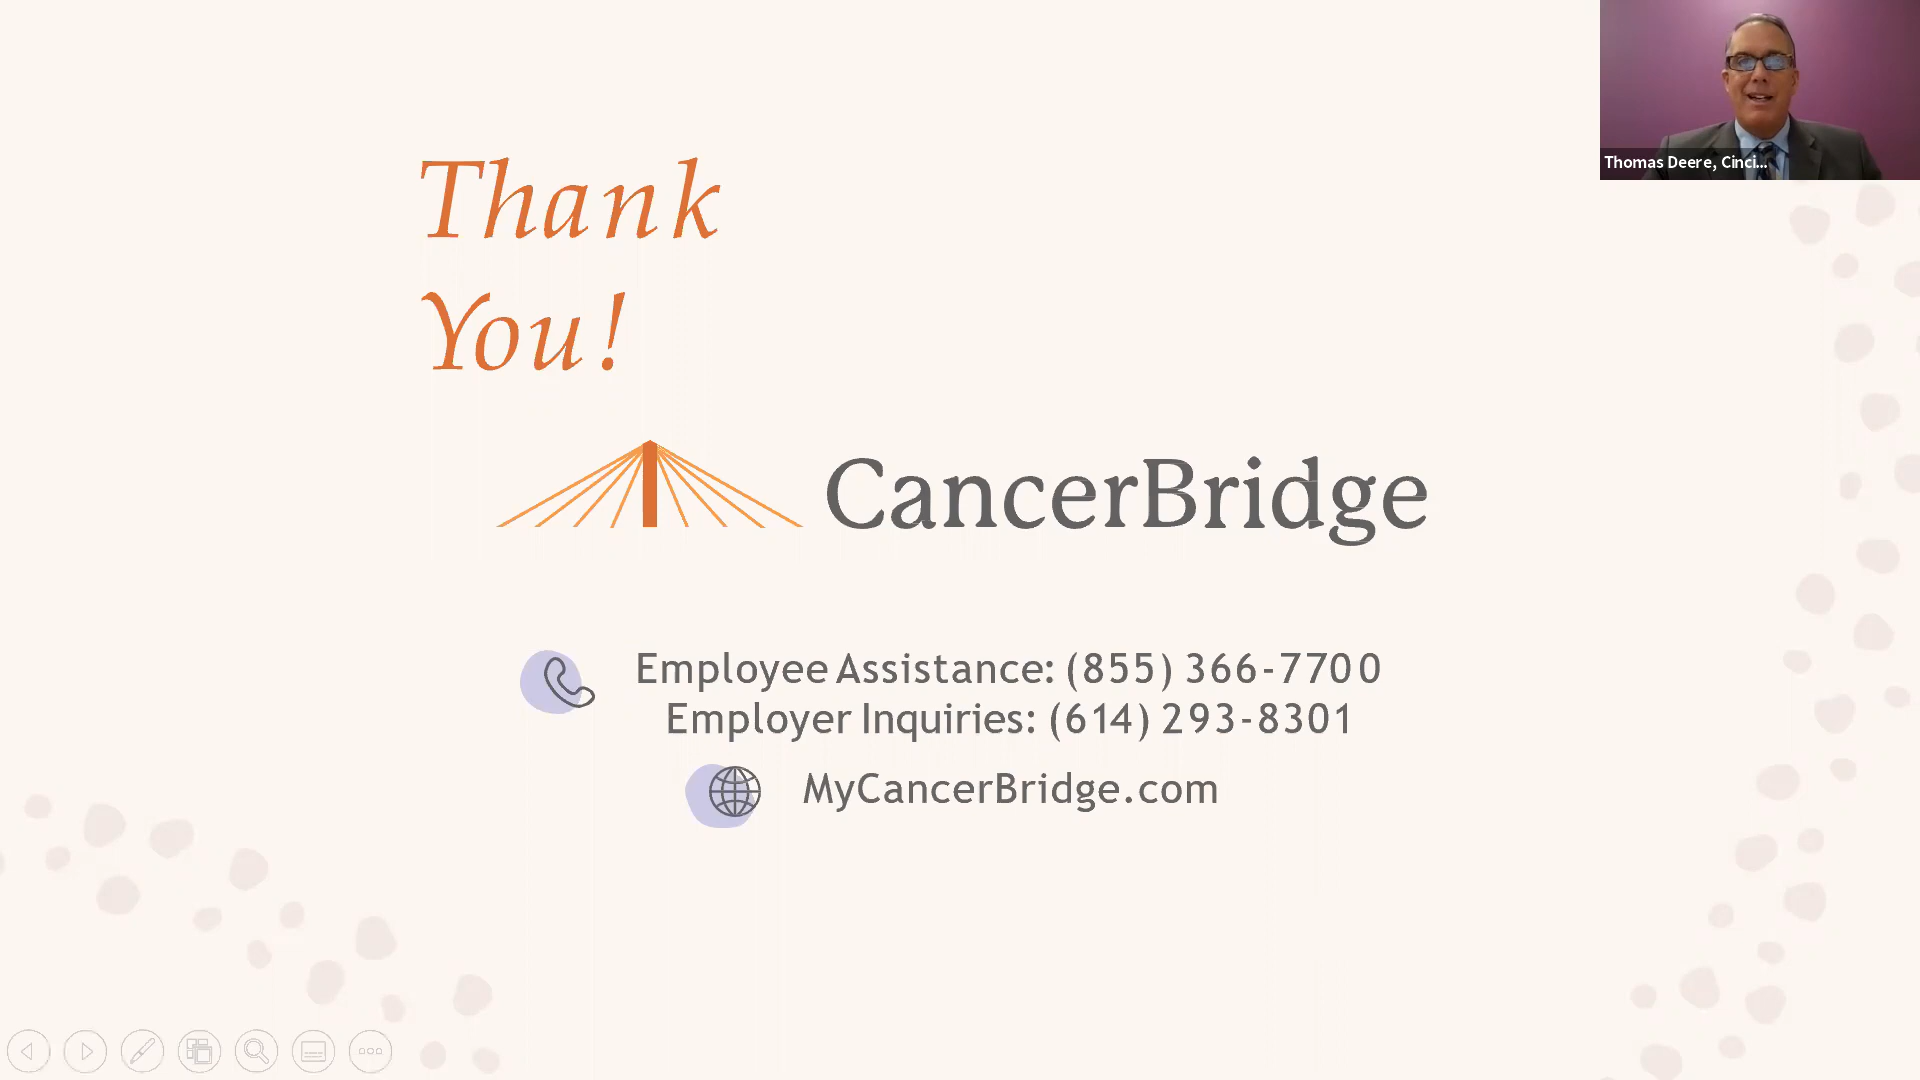 Thomas Deere, Cinci...
Thank
You!
CancerBridge
Employee Assistance: (855) 366-7700
Employer Inquiries: (614) 293-8301
MyCancerBridge.com